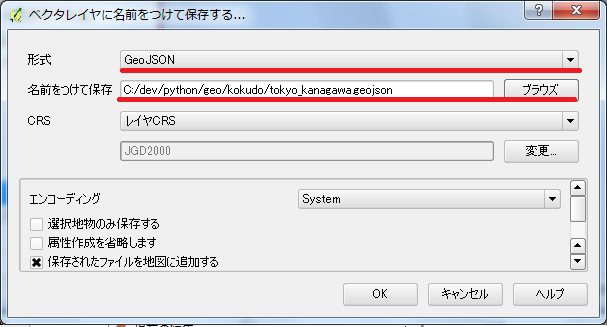 ベクタレイヤに名前をつけて保存する...
形式 GeoJSON
名前をつけて保存 C:/dev/python/geo/kokudo/tokyo_kanagawa.geojson ブラウズ
CRS レイヤCRS
JGD2000 変更...
エンコーディング System
選択地物のみ保存する
属性作成を省略します
保存されたファイルを地図に追加する
OK キャンセル ヘルプ